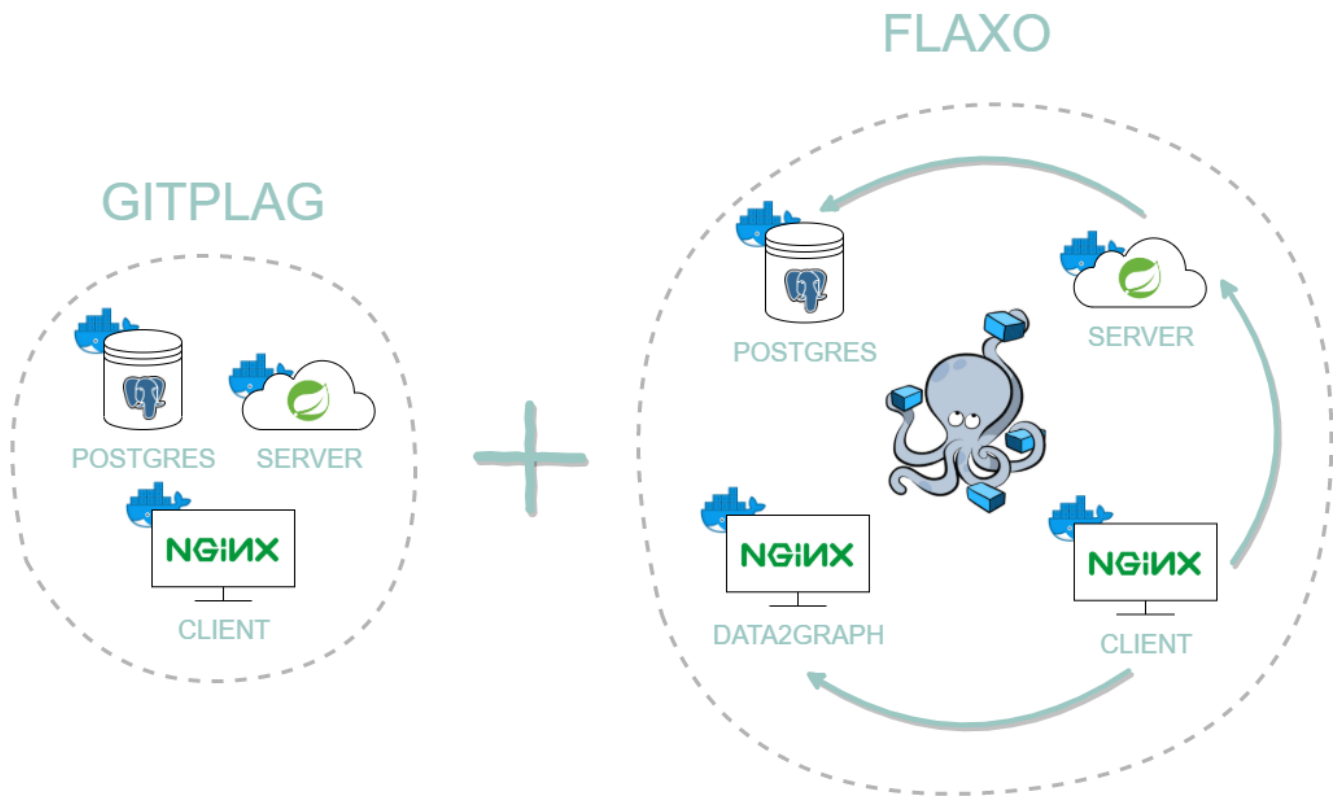 FLAXO
GITPLAG
POSTGRES
SERVER
POSTGRES
SERVER
NGINX
CLIENT
NGINX
DATA2GRAPH
NGINX
CLIENT